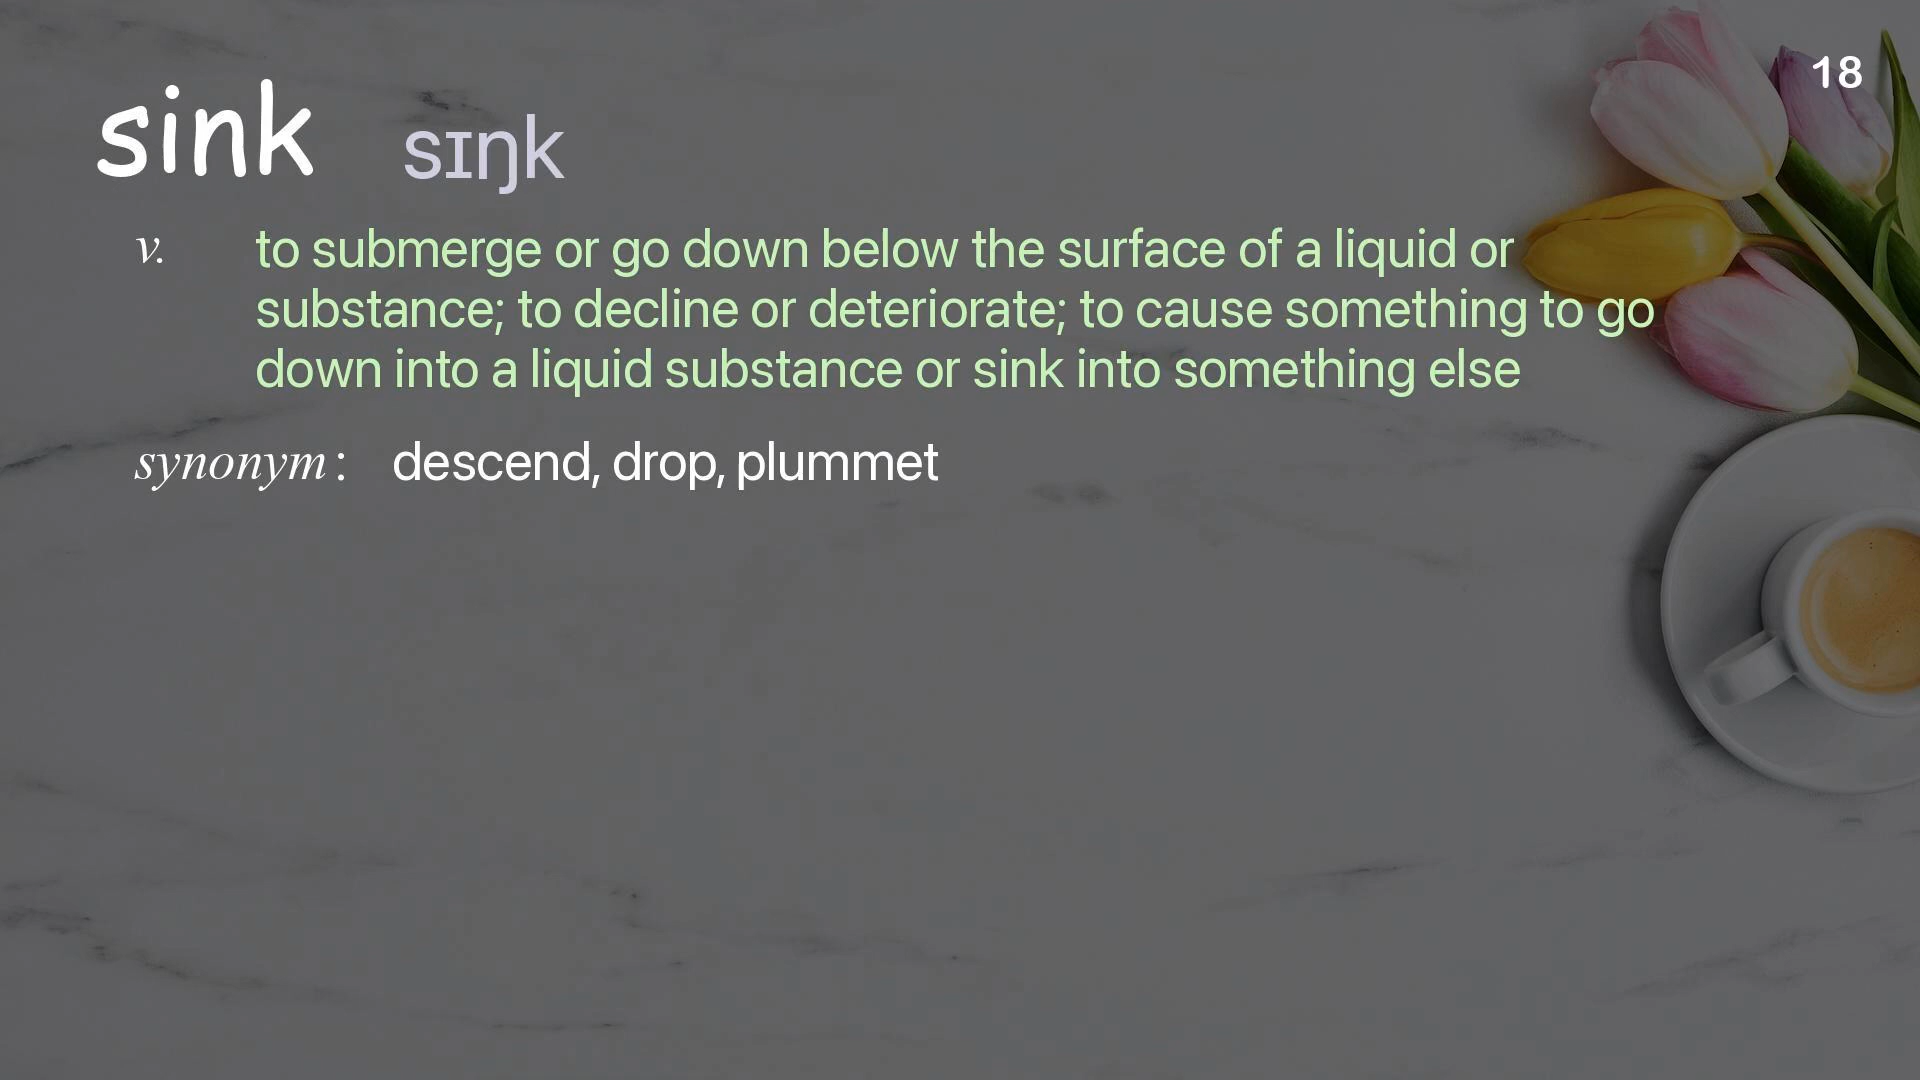 18
sink sɪŋk
v. to submerge or go down below the surface of a liquid or
substance; to decline or deteriorate; to cause something to go
down into a liquid substance or sink into something else
synonym : descend, drop, plummet